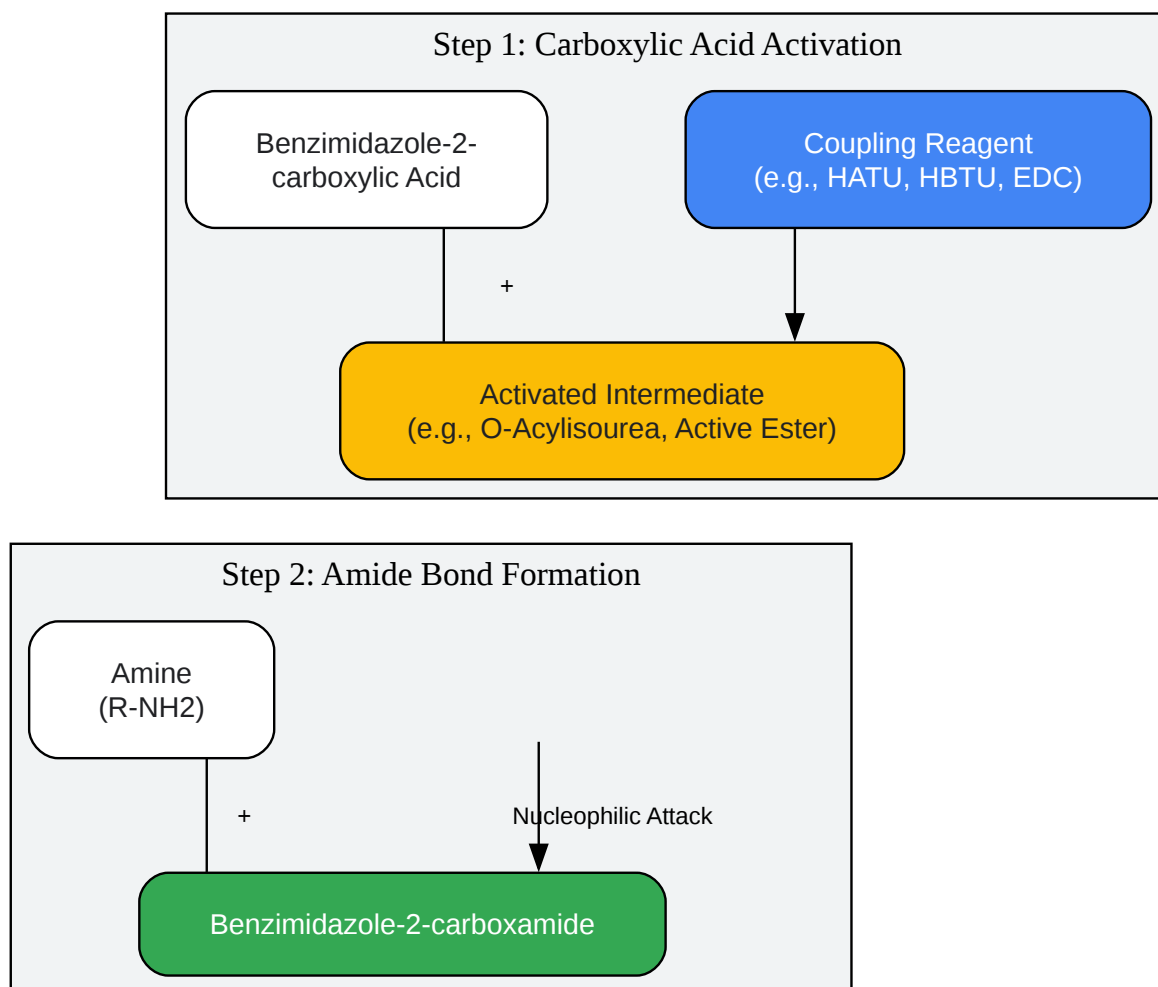 Step 1: Carboxylic Acid Activation
Benzimidazole-2-
carboxylic Acid
Coupling Reagent
(e.g., HATU, HBTU, EDC)
+
Activated Intermediate
(e.g., O-Acylisourea, Active Ester)
Step 2: Amide Bond Formation
Amine
(R-NH2)
+
Nucleophilic Attack
Benzimidazole-2-carboxamide